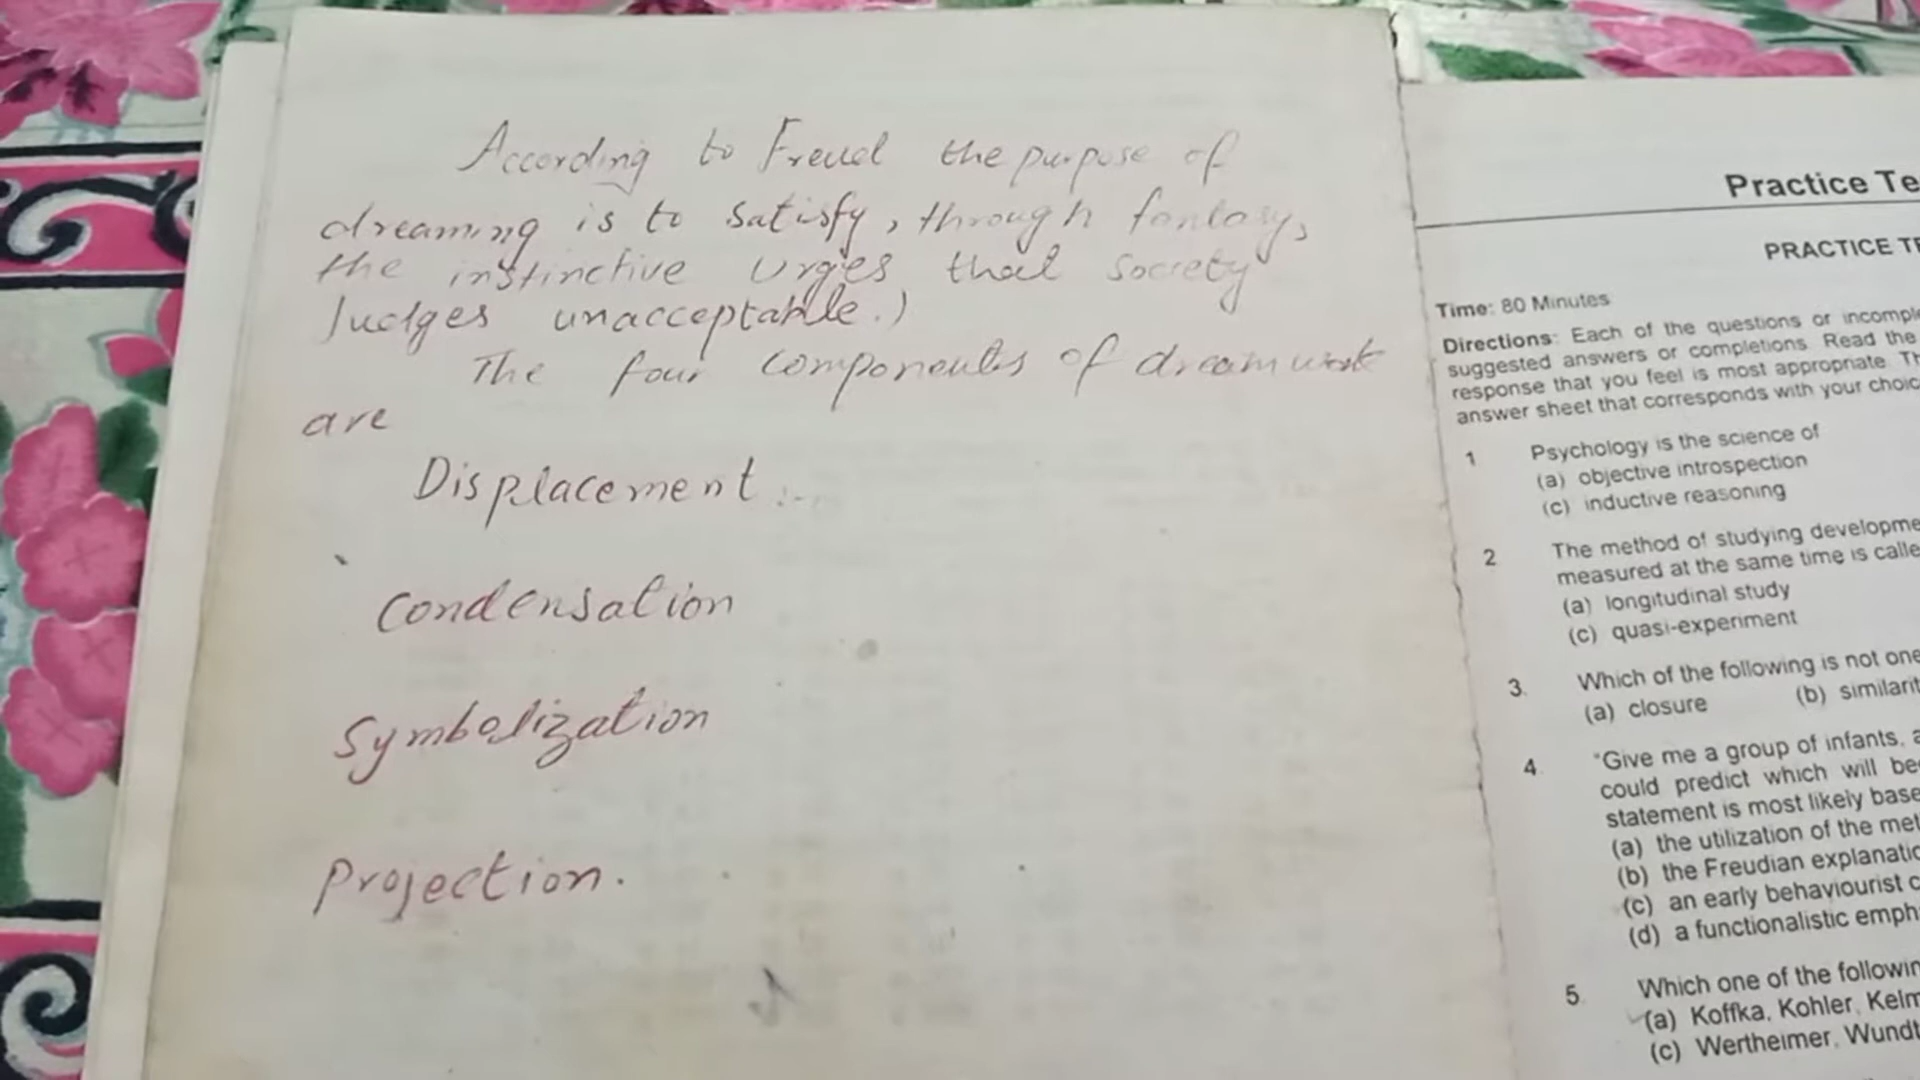 According to Freud the purpose of
dreaming is to satisfy, through fantasy,
the instinctive urges that society
Judges unacceptable.)
The four components of dreamwork
are
Displacement :-
Condensation
Symbolization
Projection.
Practice Te
PRACTICE TE
Time: 80 Minutes
Directions: Each of the questions or incomple
suggested answers or completions. Read the
response that you feel is most appropriate. Th
answer sheet that corresponds with your choic
1 Psychology is the science of
(a) objective introspection
(c) inductive reasoning
2 The method of studying developme
measured at the same time is calle
(a) longitudinal study
(c) quasi-experiment
3. Which of the following is not one
(a) closure (b) similarit
4. "Give me a group of infants, a
could predict which will be
statement is most likely base
(a) the utilization of the met
(b) the Freudian explanatio
(c) an early behaviourist c
(d) a functionalistic emph
5. Which one of the followin
(a) Koffka, Kohler, Kelm
(c) Wertheimer, Wundt